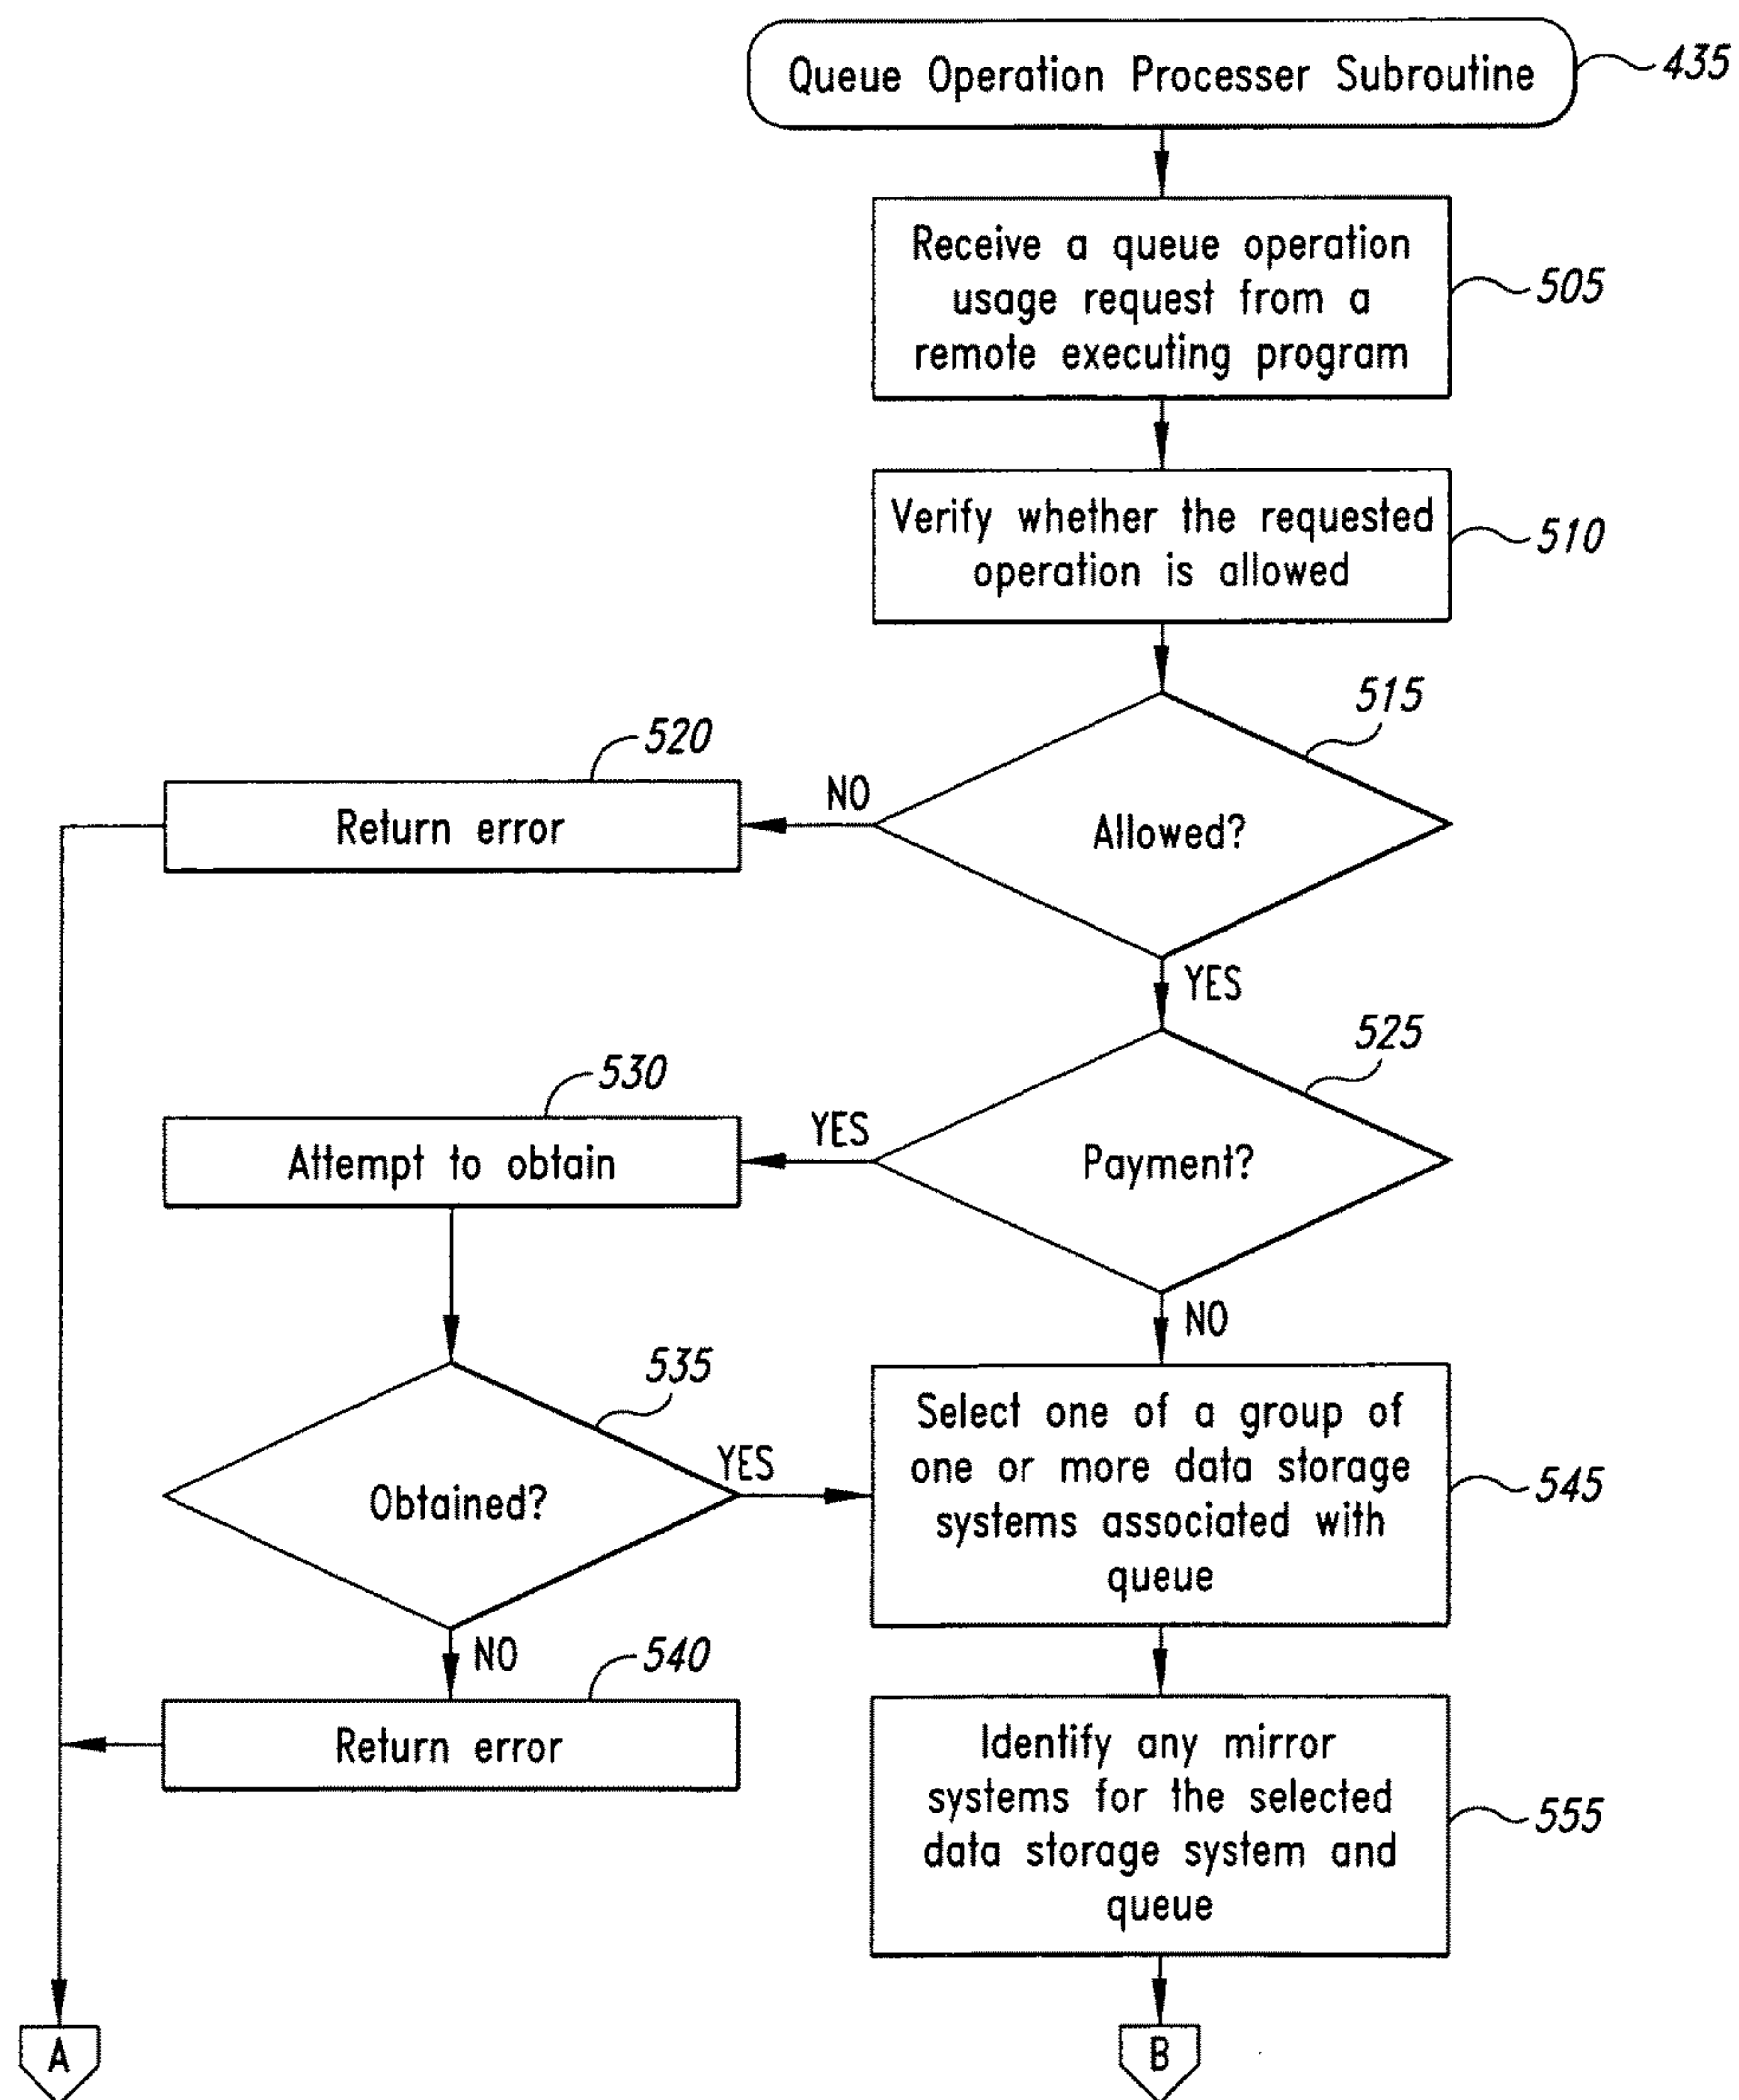 Queue Operation Processer Subroutine
435
Receive a queue operation
usage request from a
remote executing program
505
Verify whether the requested
operation is allowed
510
515
Allowed?
NO
520
Return error
YES
525
Payment?
YES
530
Attempt to obtain
NO
535
Obtained?
YES
Select one of a group of
one or more data storage
systems associated with
queue
545
NO
540
Return error
Identify any mirror
systems for the selected
data storage system and
queue
555
A
B